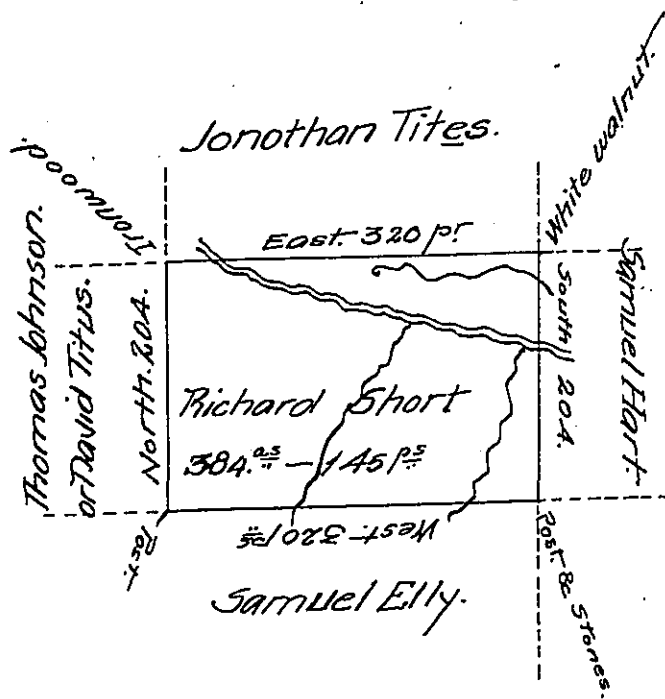 Jonothan Tites.
Ironwood.
White walnut.
East. 320 pr
Thomas Johnson.
or David Titus.
North. 204.
South 204.
Samuel Hart.
Richard Short
384.as — 145 ps
West. 320 ps
Post.
Post. &c Stones.
Samuel Elly.